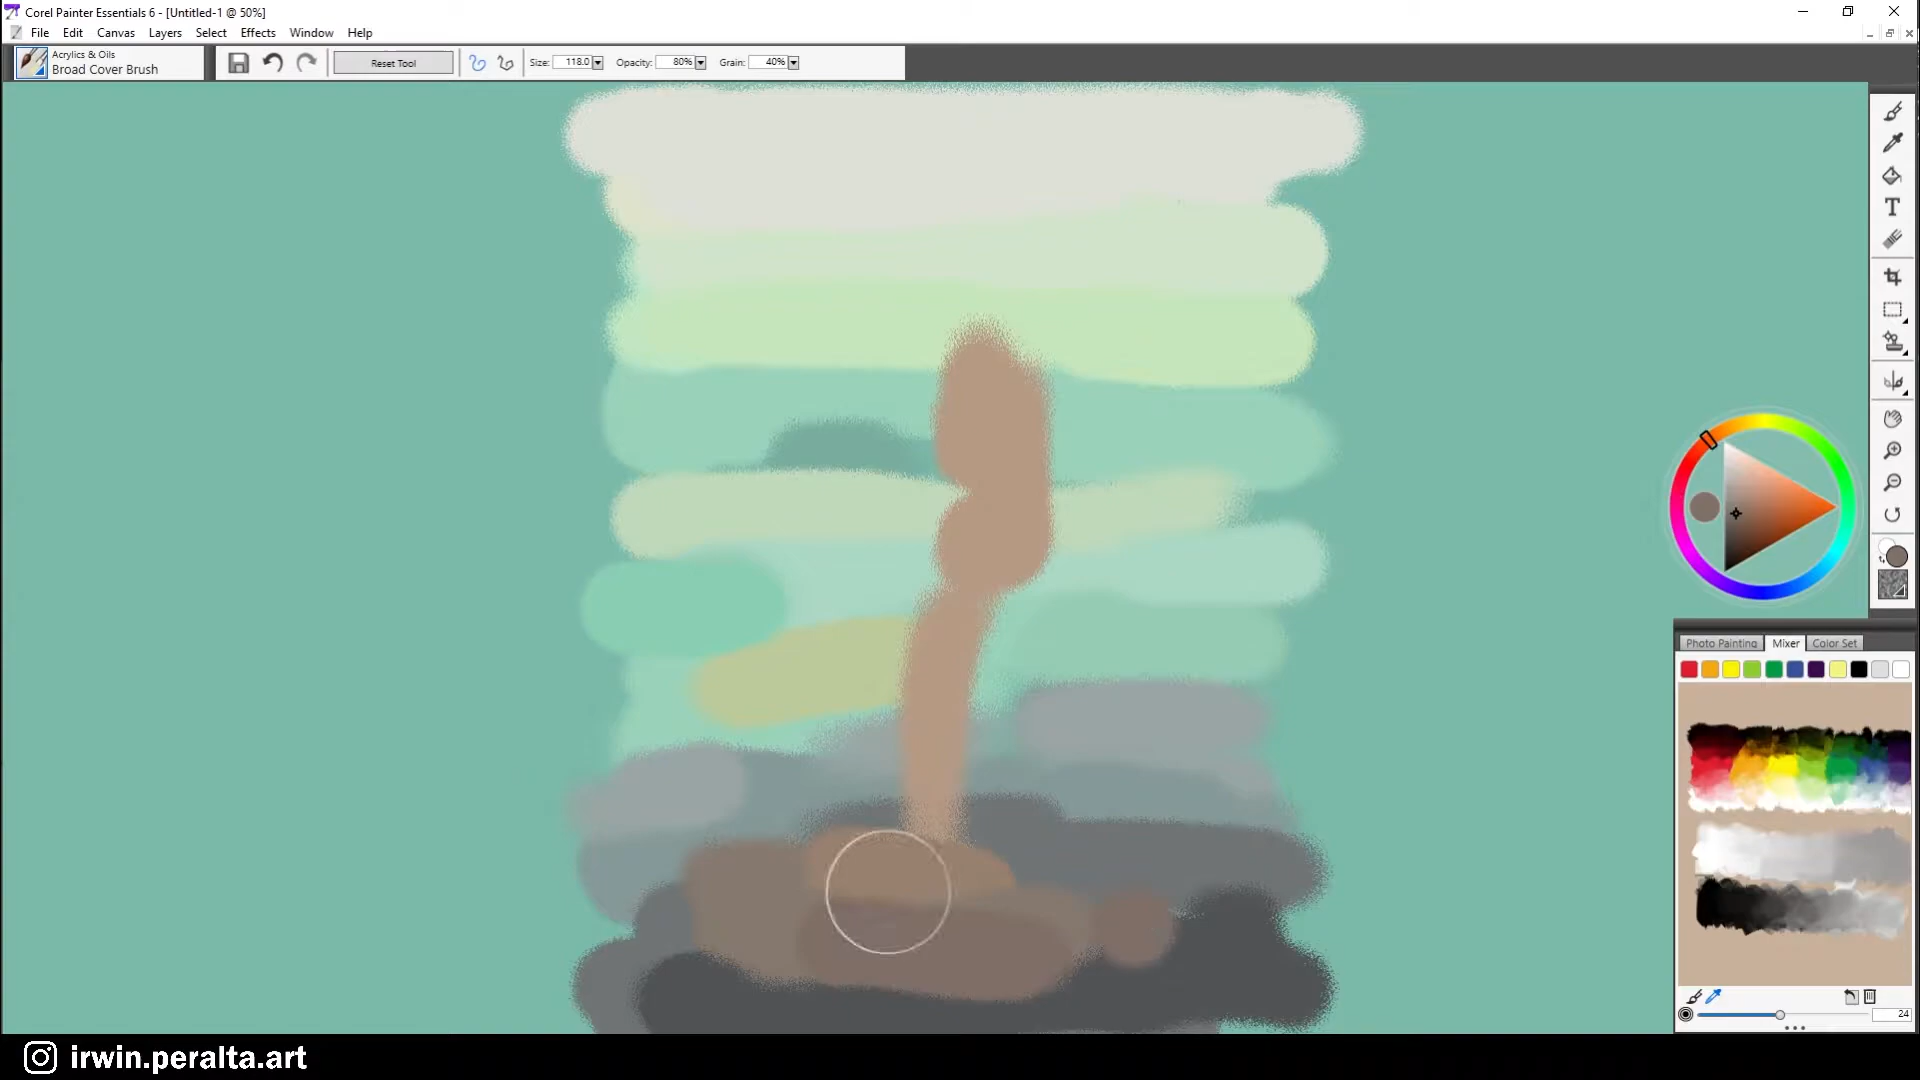 Corel Painter Essentials 6 - [Untitled-1 @ 50%]
File Edit Canvas Layers Select Effects Window Help
Acrylics & Oils
Broad Cover Brush
Reset Tool
Size: 118.0
Opacity: 80%
Grain: 40%
T
Photo Painting Mixer Color Set
24
irwin.peralta.art